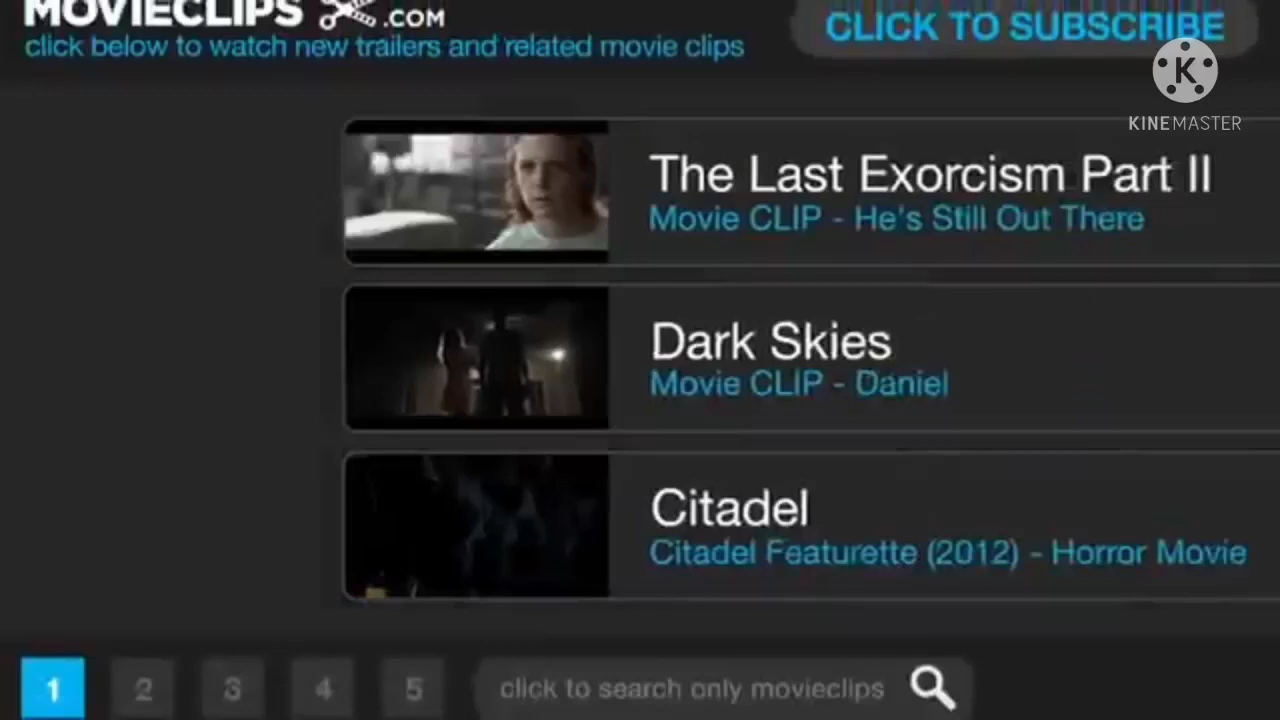 MOVIECLIPS .COM
click below to watch new trailers and related movie clips
CLICK TO SUBSCRIBE
K
KINEMASTER
The Last Exorcism Part II
Movie CLIP - He's Still Out There
Dark Skies
Movie CLIP - Daniel
Citadel
Citadel Featurette (2012) - Horror Movie
1 2 3 4 5 click to search only movieclips